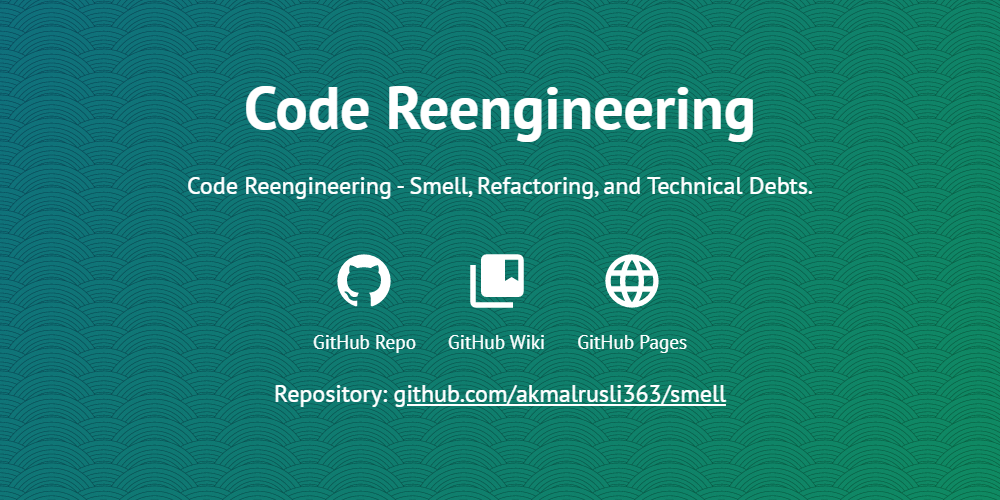 Code Reengineering
Code Reengineering - Smell, Refactoring, and Technical Debts.
GitHub Repo
GitHub Wiki
GitHub Pages
Repository: github.com/akmalrusli363/smell